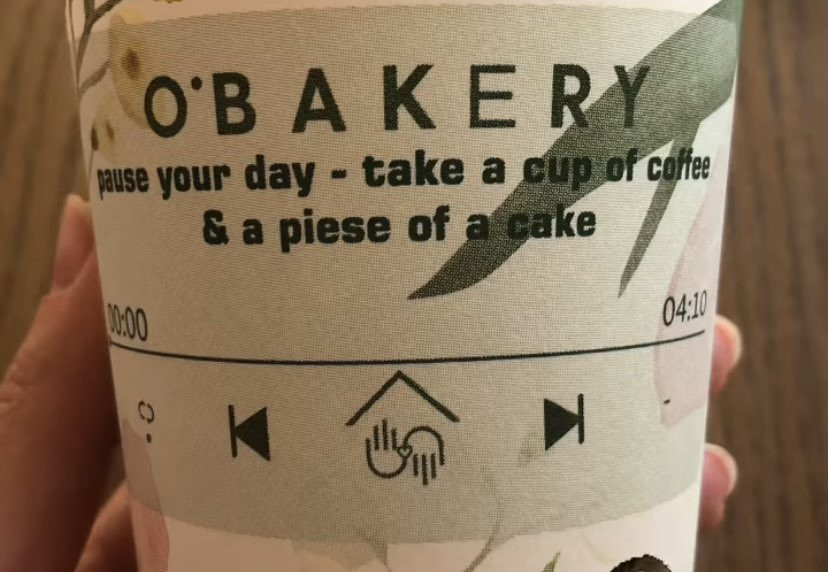 O'BAKERY
pause your day - take a cup of coffee
& a piese of a cake
00:00 04:10